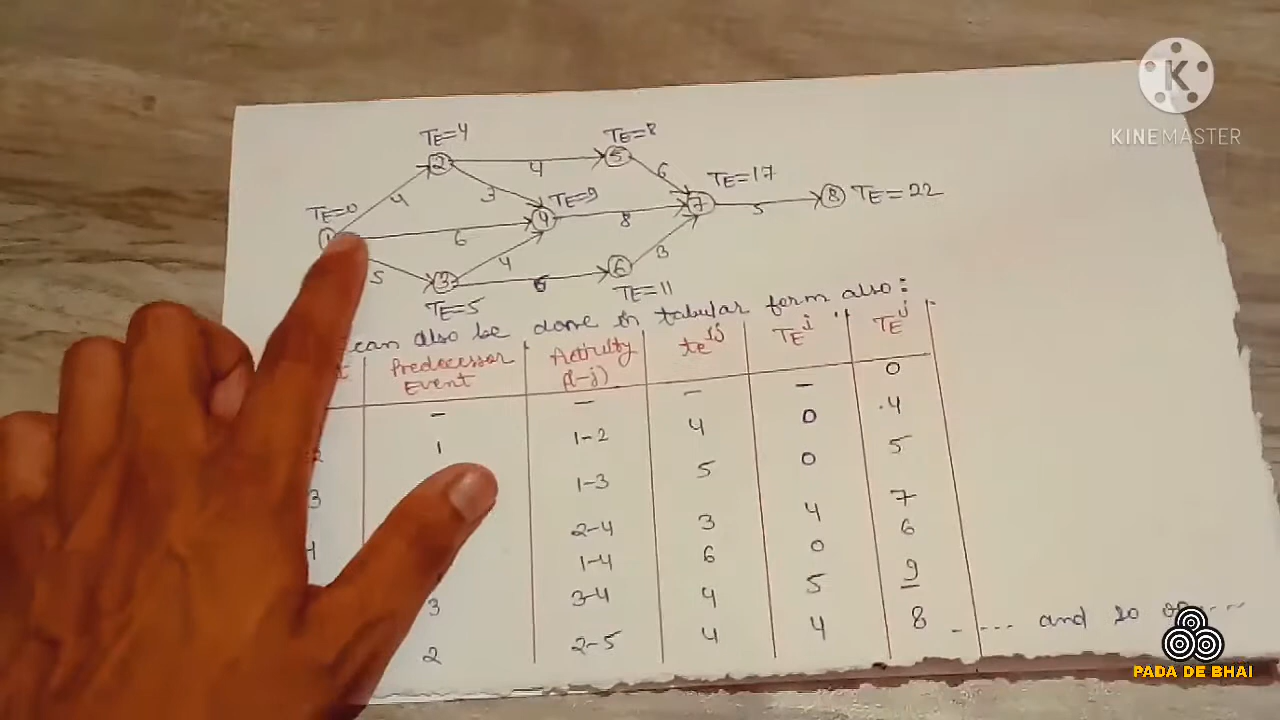 K
KINEMASTER
TE=4
TE=8
2
4
5
TE=17
4
3
TE=9
6
TE=0
4
8
7
5
8
TE=22
1
6
5
4
3
3
6
6
TE=5
TE=11
can also be done in tabular form also:
Predecessor Event
Activity (i-j)
te^ij
TE^j
TE^j
- - - - 0
2 1 1-2 4 0 .4
3 1-3 5 0 5
4 2-4 3 4 7
1-4 6 0 6
3 3-4 4 5 9
2 2-5 4 4 8 - --- and so on ---
PADA DE BHAI